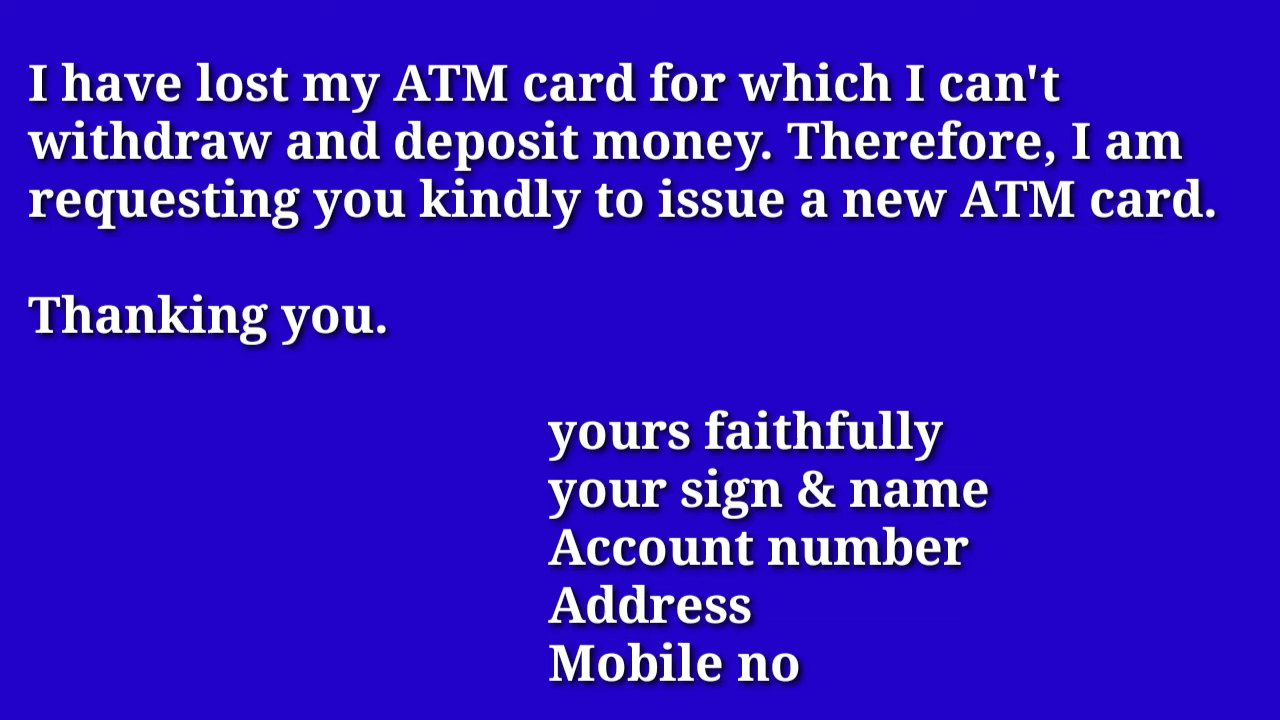 I have lost my ATM card for which I can't
withdraw and deposit money. Therefore, I am
requesting you kindly to issue a new ATM card.
Thanking you.
yours faithfully
your sign & name
Account number
Address
Mobile no